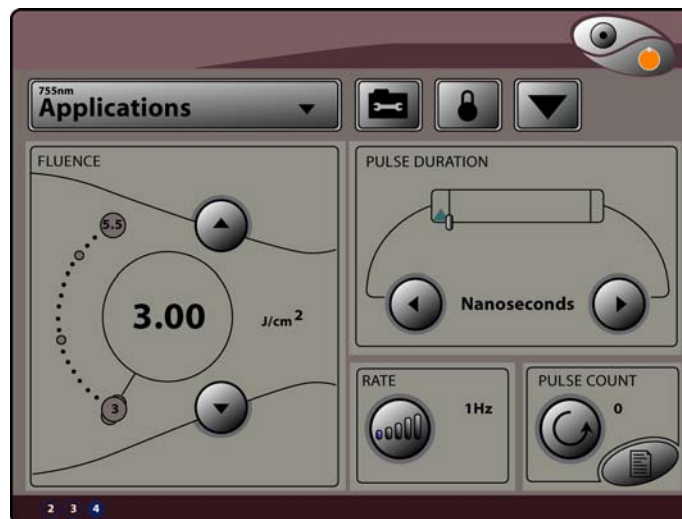 755nm
Applications
FLUENCE
5.5
3.00
J/cm2
3
PULSE DURATION
Nanoseconds
RATE
1Hz
PULSE COUNT
0
2 3 4